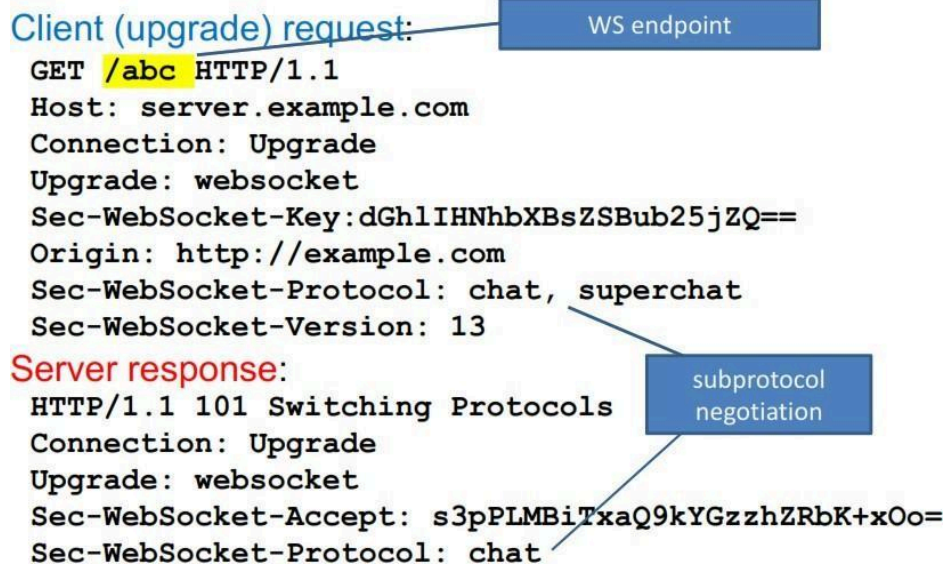 Client (upgrade) request:
WS endpoint
GET /abc HTTP/1.1
Host: server.example.com
Connection: Upgrade
Upgrade: websocket
Sec-WebSocket-Key:dGhlIHNhbXBsZSBub25jZQ==
Origin: http://example.com
Sec-WebSocket-Protocol: chat, superchat
Sec-WebSocket-Version: 13
Server response:
subprotocol
negotiation
HTTP/1.1 101 Switching Protocols
Connection: Upgrade
Upgrade: websocket
Sec-WebSocket-Accept: s3pPLMBiTxaQ9kYGzzhZRbK+xOo=
Sec-WebSocket-Protocol: chat